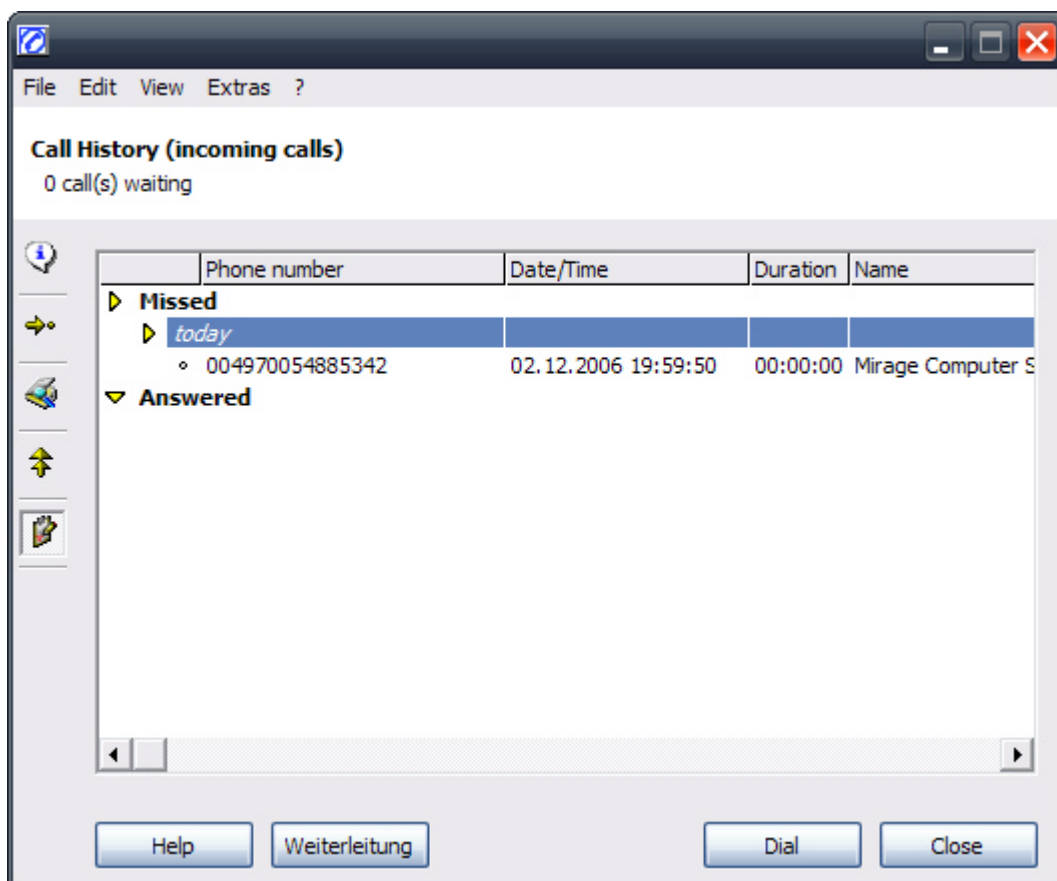 File Edit View Extras ?
Call History (incoming calls)
0 call(s) waiting
Phone number Date/Time Duration Name
Missed
today
004970054885342 02.12.2006 19:59:50 00:00:00 Mirage Computer S
Answered
Help Weiterleitung Dial Close